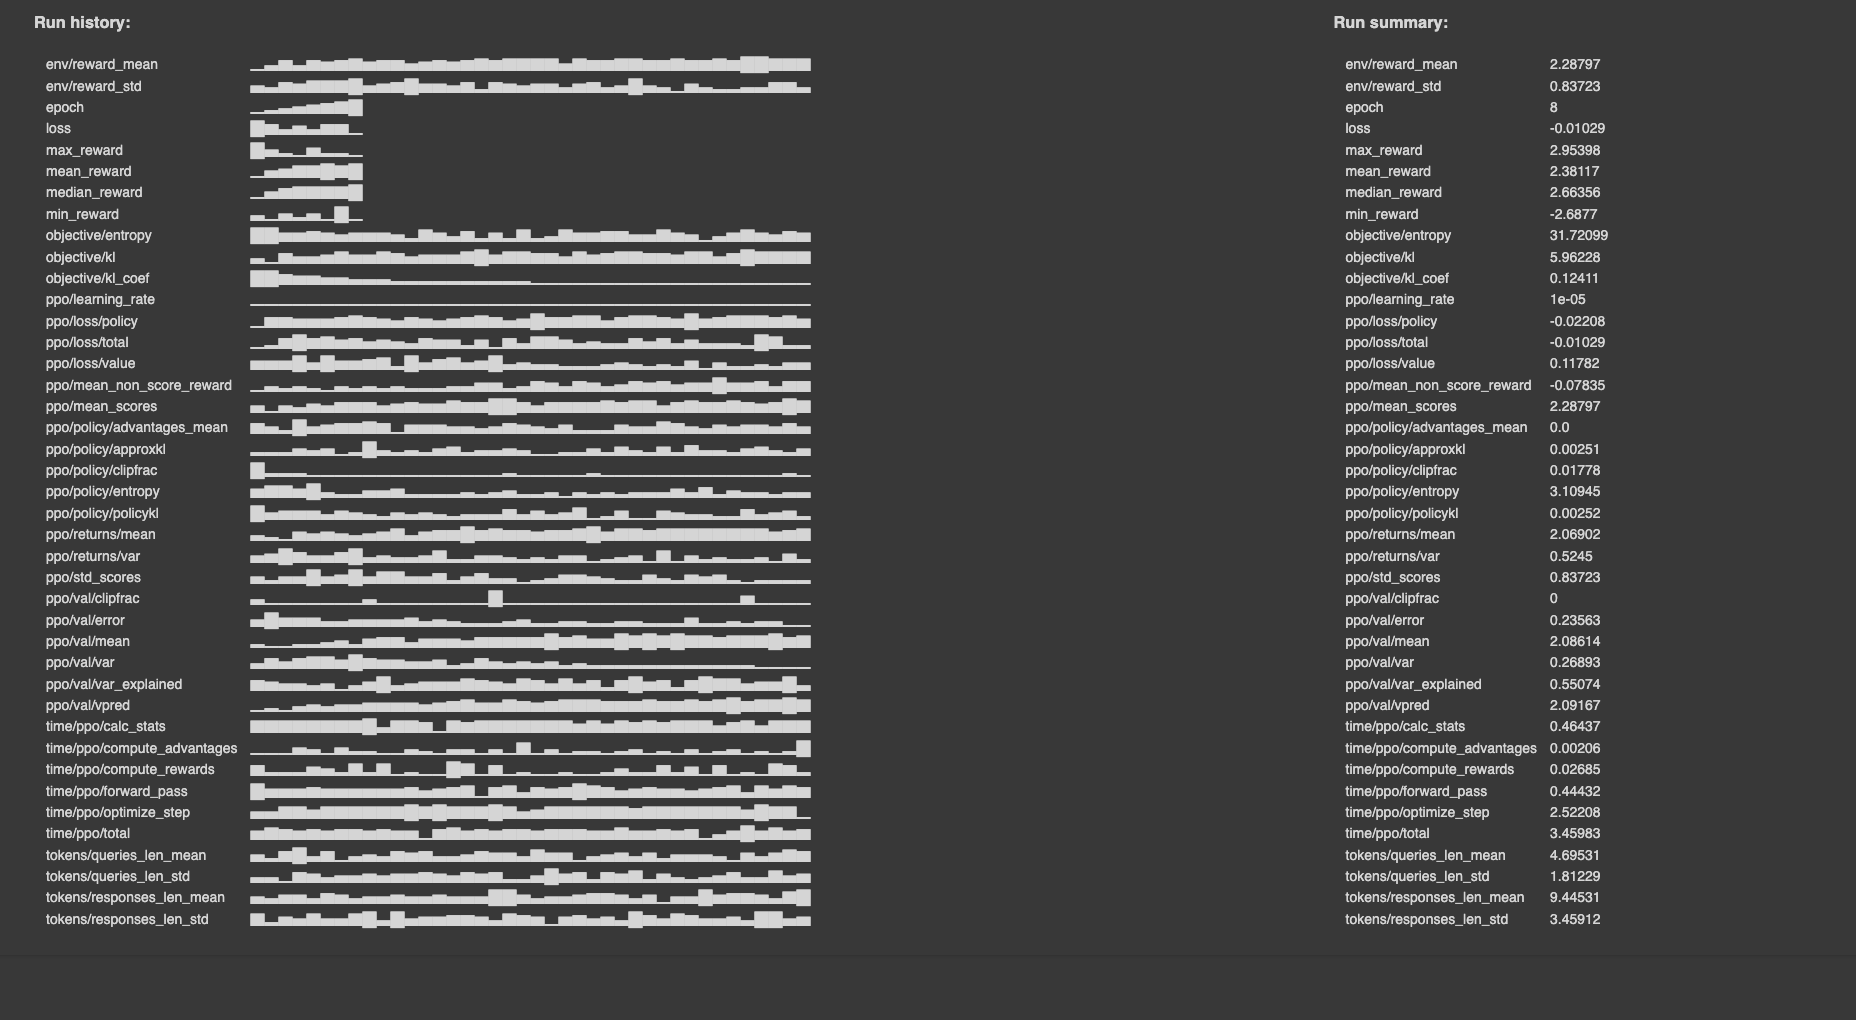 Run history:
env/reward_mean
env/reward_std
epoch
loss
max_reward
mean_reward
median_reward
min_reward
objective/entropy
objective/kl
objective/kl_coef
ppo/learning_rate
ppo/loss/policy
ppo/loss/total
ppo/loss/value
ppo/mean_non_score_reward
ppo/mean_scores
ppo/policy/advantages_mean
ppo/policy/approxkl
ppo/policy/clipfrac
ppo/policy/entropy
ppo/policy/policykl
ppo/returns/mean
ppo/returns/var
ppo/std_scores
ppo/val/clipfrac
ppo/val/error
ppo/val/mean
ppo/val/var
ppo/val/var_explained
ppo/val/vpred
time/ppo/calc_stats
time/ppo/compute_advantages
time/ppo/compute_rewards
time/ppo/forward_pass
time/ppo/optimize_step
time/ppo/total
tokens/queries_len_mean
tokens/queries_len_std
tokens/responses_len_mean
tokens/responses_len_std
Run summary:
env/reward_mean 2.28797
env/reward_std 0.83723
epoch 8
loss -0.01029
max_reward 2.95398
mean_reward 2.38117
median_reward 2.66356
min_reward -2.6877
objective/entropy 31.72099
objective/kl 5.96228
objective/kl_coef 0.12411
ppo/learning_rate 1e-05
ppo/loss/policy -0.02208
ppo/loss/total -0.01029
ppo/loss/value 0.11782
ppo/mean_non_score_reward -0.07835
ppo/mean_scores 2.28797
ppo/policy/advantages_mean 0.0
ppo/policy/approxkl 0.00251
ppo/policy/clipfrac 0.01778
ppo/policy/entropy 3.10945
ppo/policy/policykl 0.00252
ppo/returns/mean 2.06902
ppo/returns/var 0.5245
ppo/std_scores 0.83723
ppo/val/clipfrac 0
ppo/val/error 0.23563
ppo/val/mean 2.08614
ppo/val/var 0.26893
ppo/val/var_explained 0.55074
ppo/val/vpred 2.09167
time/ppo/calc_stats 0.46437
time/ppo/compute_advantages 0.00206
time/ppo/compute_rewards 0.02685
time/ppo/forward_pass 0.44432
time/ppo/optimize_step 2.52208
time/ppo/total 3.45983
tokens/queries_len_mean 4.69531
tokens/queries_len_std 1.81229
tokens/responses_len_mean 9.44531
tokens/responses_len_std 3.45912